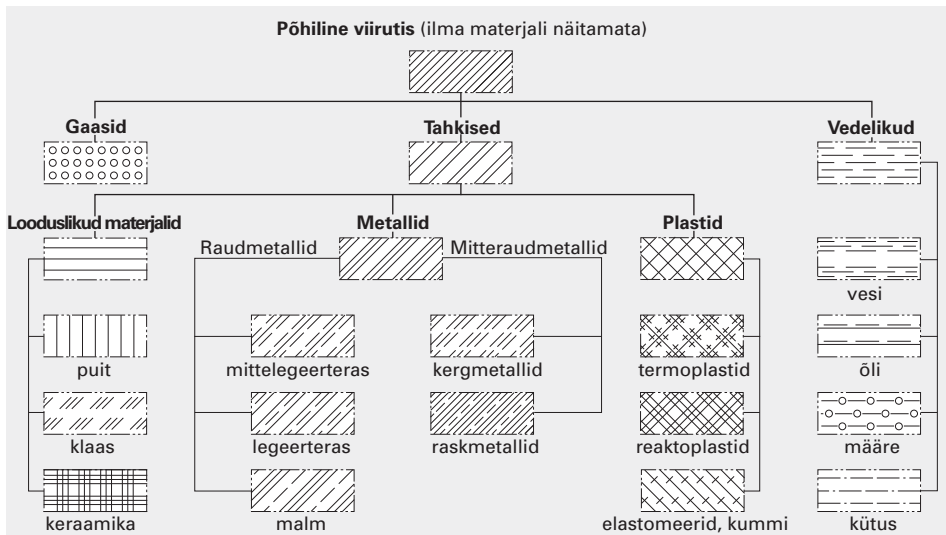 Põhiline viirutis (ilma materjali näitamata)
Gaasid
Tahkised
Vedelikud
Looduslikud materjalid
Metallid
Plastid
Raudmetallid
Mitteraudmetallid
vesi
puit
mittelegeerteras
kergmetallid
termoplastid
õli
klaas
legeerteras
raskmetallid
reaktoplastid
määre
keraamika
malm
elastomeerid, kummi
kütus